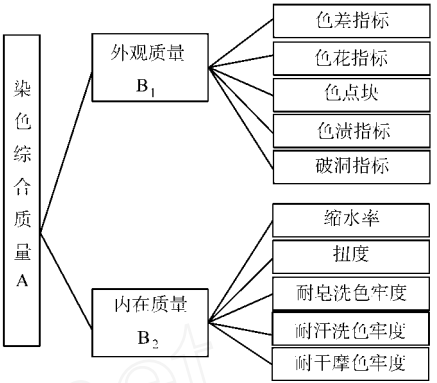 染色综合质量A
外观质量
B₁
色差指标
色花指标
色点块
色渍指标
破洞指标
内在质量
B₂
缩水率
扭度
耐皂洗色牢度
耐汗洗色牢度
耐干摩色牢度